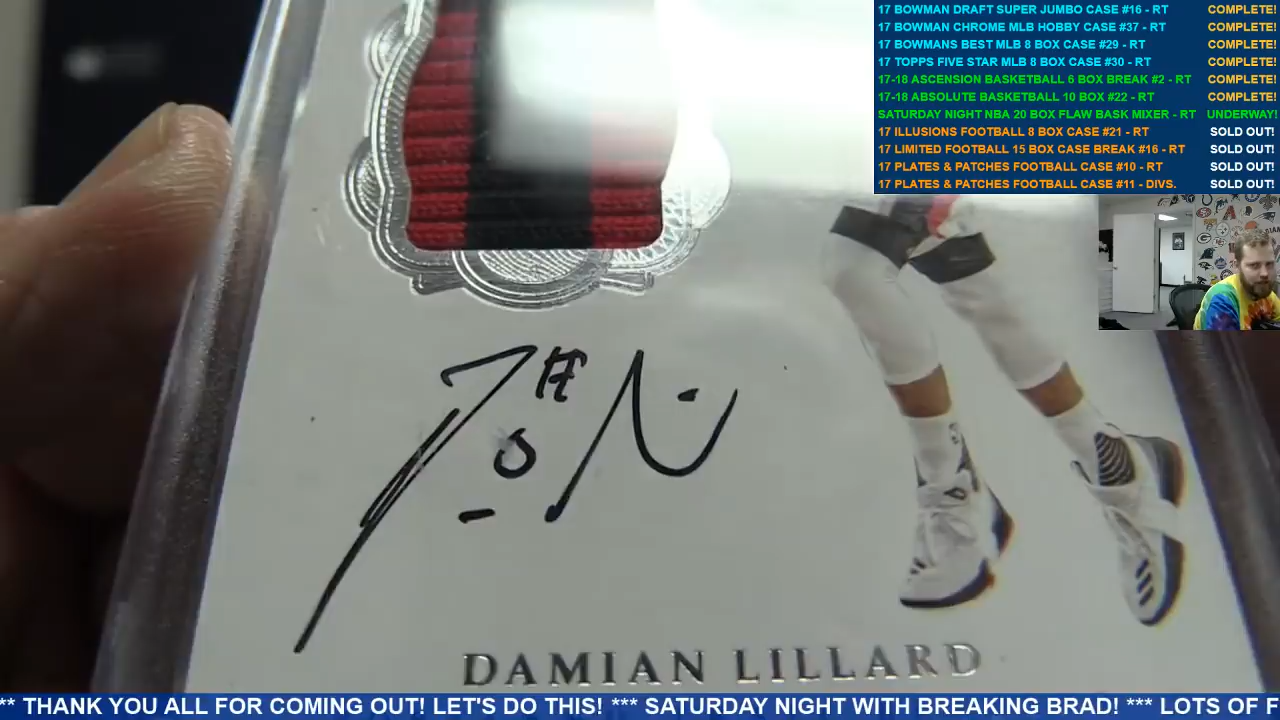 17 BOWMAN DRAFT SUPER JUMBO CASE #16 - RT COMPLETE!
17 BOWMAN CHROME MLB HOBBY CASE #37 - RT COMPLETE!
17 BOWMANS BEST MLB 8 BOX CASE #29 - RT COMPLETE!
17 TOPPS FIVE STAR MLB 8 BOX CASE #30 - RT COMPLETE!
17-18 ASCENSION BASKETBALL 6 BOX BREAK #2 - RT COMPLETE!
17-18 ABSOLUTE BASKETBALL 10 BOX #22 - RT COMPLETE!
SATURDAY NIGHT NBA 20 BOX FLAW BASK MIXER - RT UNDERWAY!
17 ILLUSIONS FOOTBALL 8 BOX CASE #21 - RT SOLD OUT!
17 LIMITED FOOTBALL 15 BOX CASE BREAK #16 - RT SOLD OUT!
17 PLATES & PATCHES FOOTBALL CASE #10 - RT SOLD OUT!
17 PLATES & PATCHES FOOTBALL CASE #11 - DIVS. SOLD OUT!
DAMIAN LILLARD
** THANK YOU ALL FOR COMING OUT! LET'S DO THIS! *** SATURDAY NIGHT WITH BREAKING BRAD! *** LOTS OF F